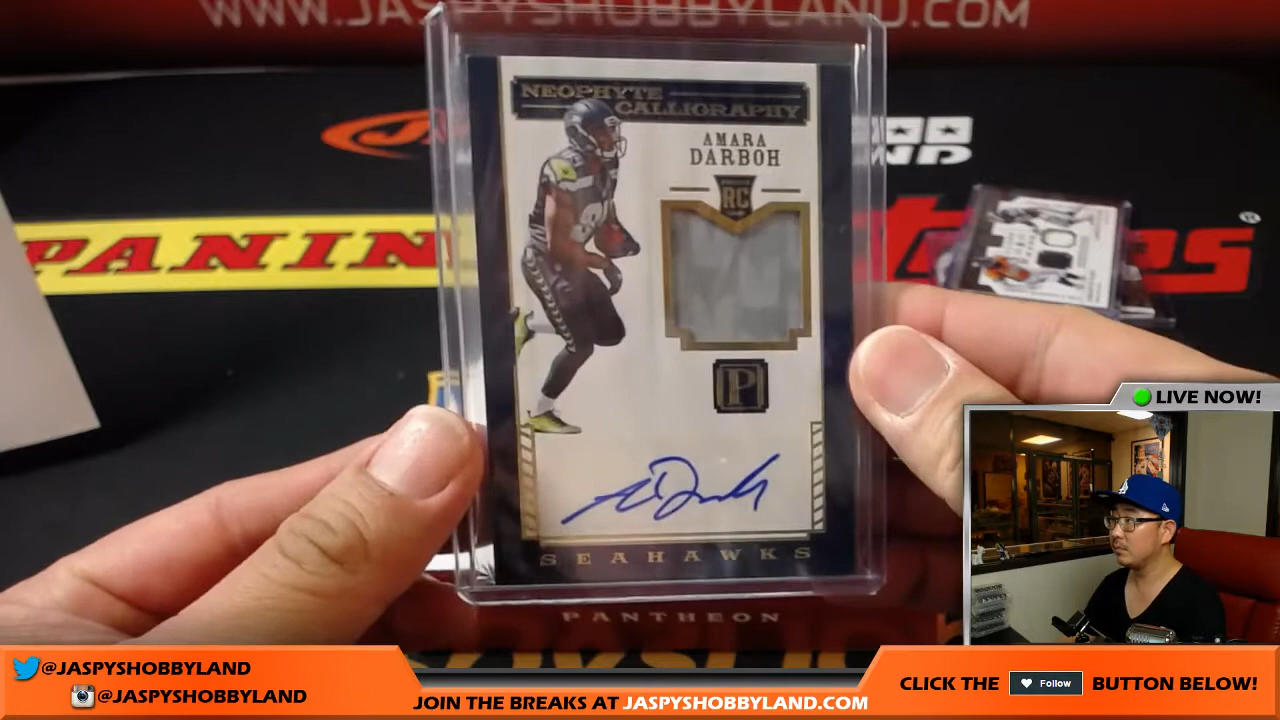 WWW.JASPYSHOBBYLAND.COM
NEOPHYTE
CALLIGRAPHY
AMARA
DARBOH
RC
PANINI
P
SEAHAWKS
PANTHEON
LIVE NOW!
@JASPYSHOBBYLAND
@JASPYSHOBBYLAND
JOIN THE BREAKS AT JASPYSHOBBYLAND.COM
CLICK THE Follow BUTTON BELOW!